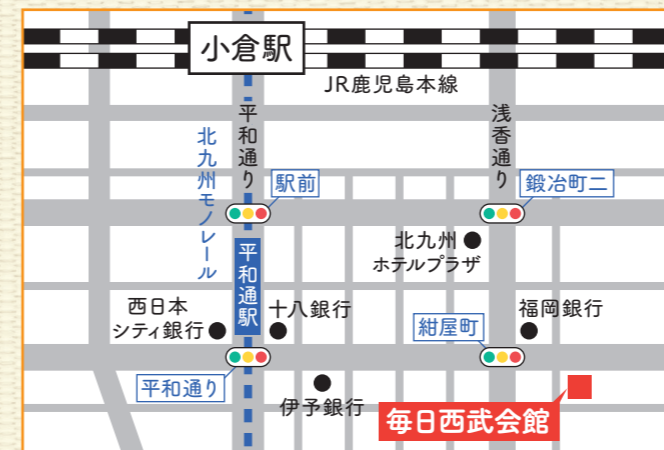 小倉駅
JR鹿児島本線
平和通り
浅香通り
北九州モノレール
駅前
鍛冶町二
北九州
ホテルプラザ
平和通駅
西日本
シティ銀行
十八銀行
紺屋町
福岡銀行
平和通り
伊予銀行
毎日西武会館